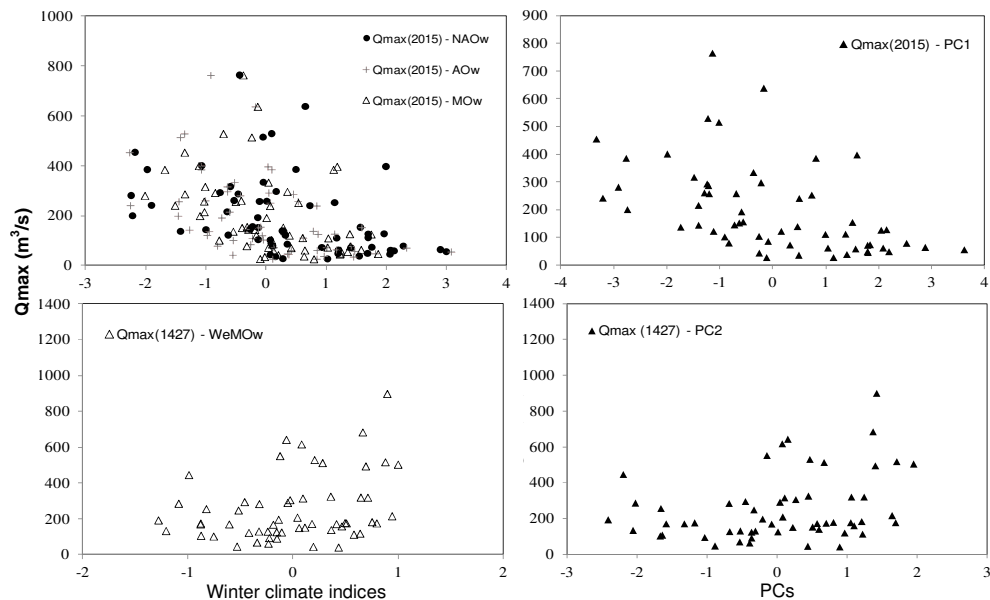 1000
800
600
400
200
0
-3 -2 -1 0 1 2 3 4
Qmax(2015) - NAOw
Qmax(2015) - AOw
Qmax(2015) - MOw
900
800
700
600
500
400
300
200
100
0
-4 -3 -2 -1 0 1 2 3 4
Qmax(2015) - PC1
Qmax (m³/s)
1400
1200
1000
800
600
400
200
0
-2 -1 0 1 2
Qmax(1427) - WeMOw
Winter climate indices
1400
1200
1000
800
600
400
200
0
-3 -2 -1 0 1 2 3
Qmax (1427) - PC2
PCs